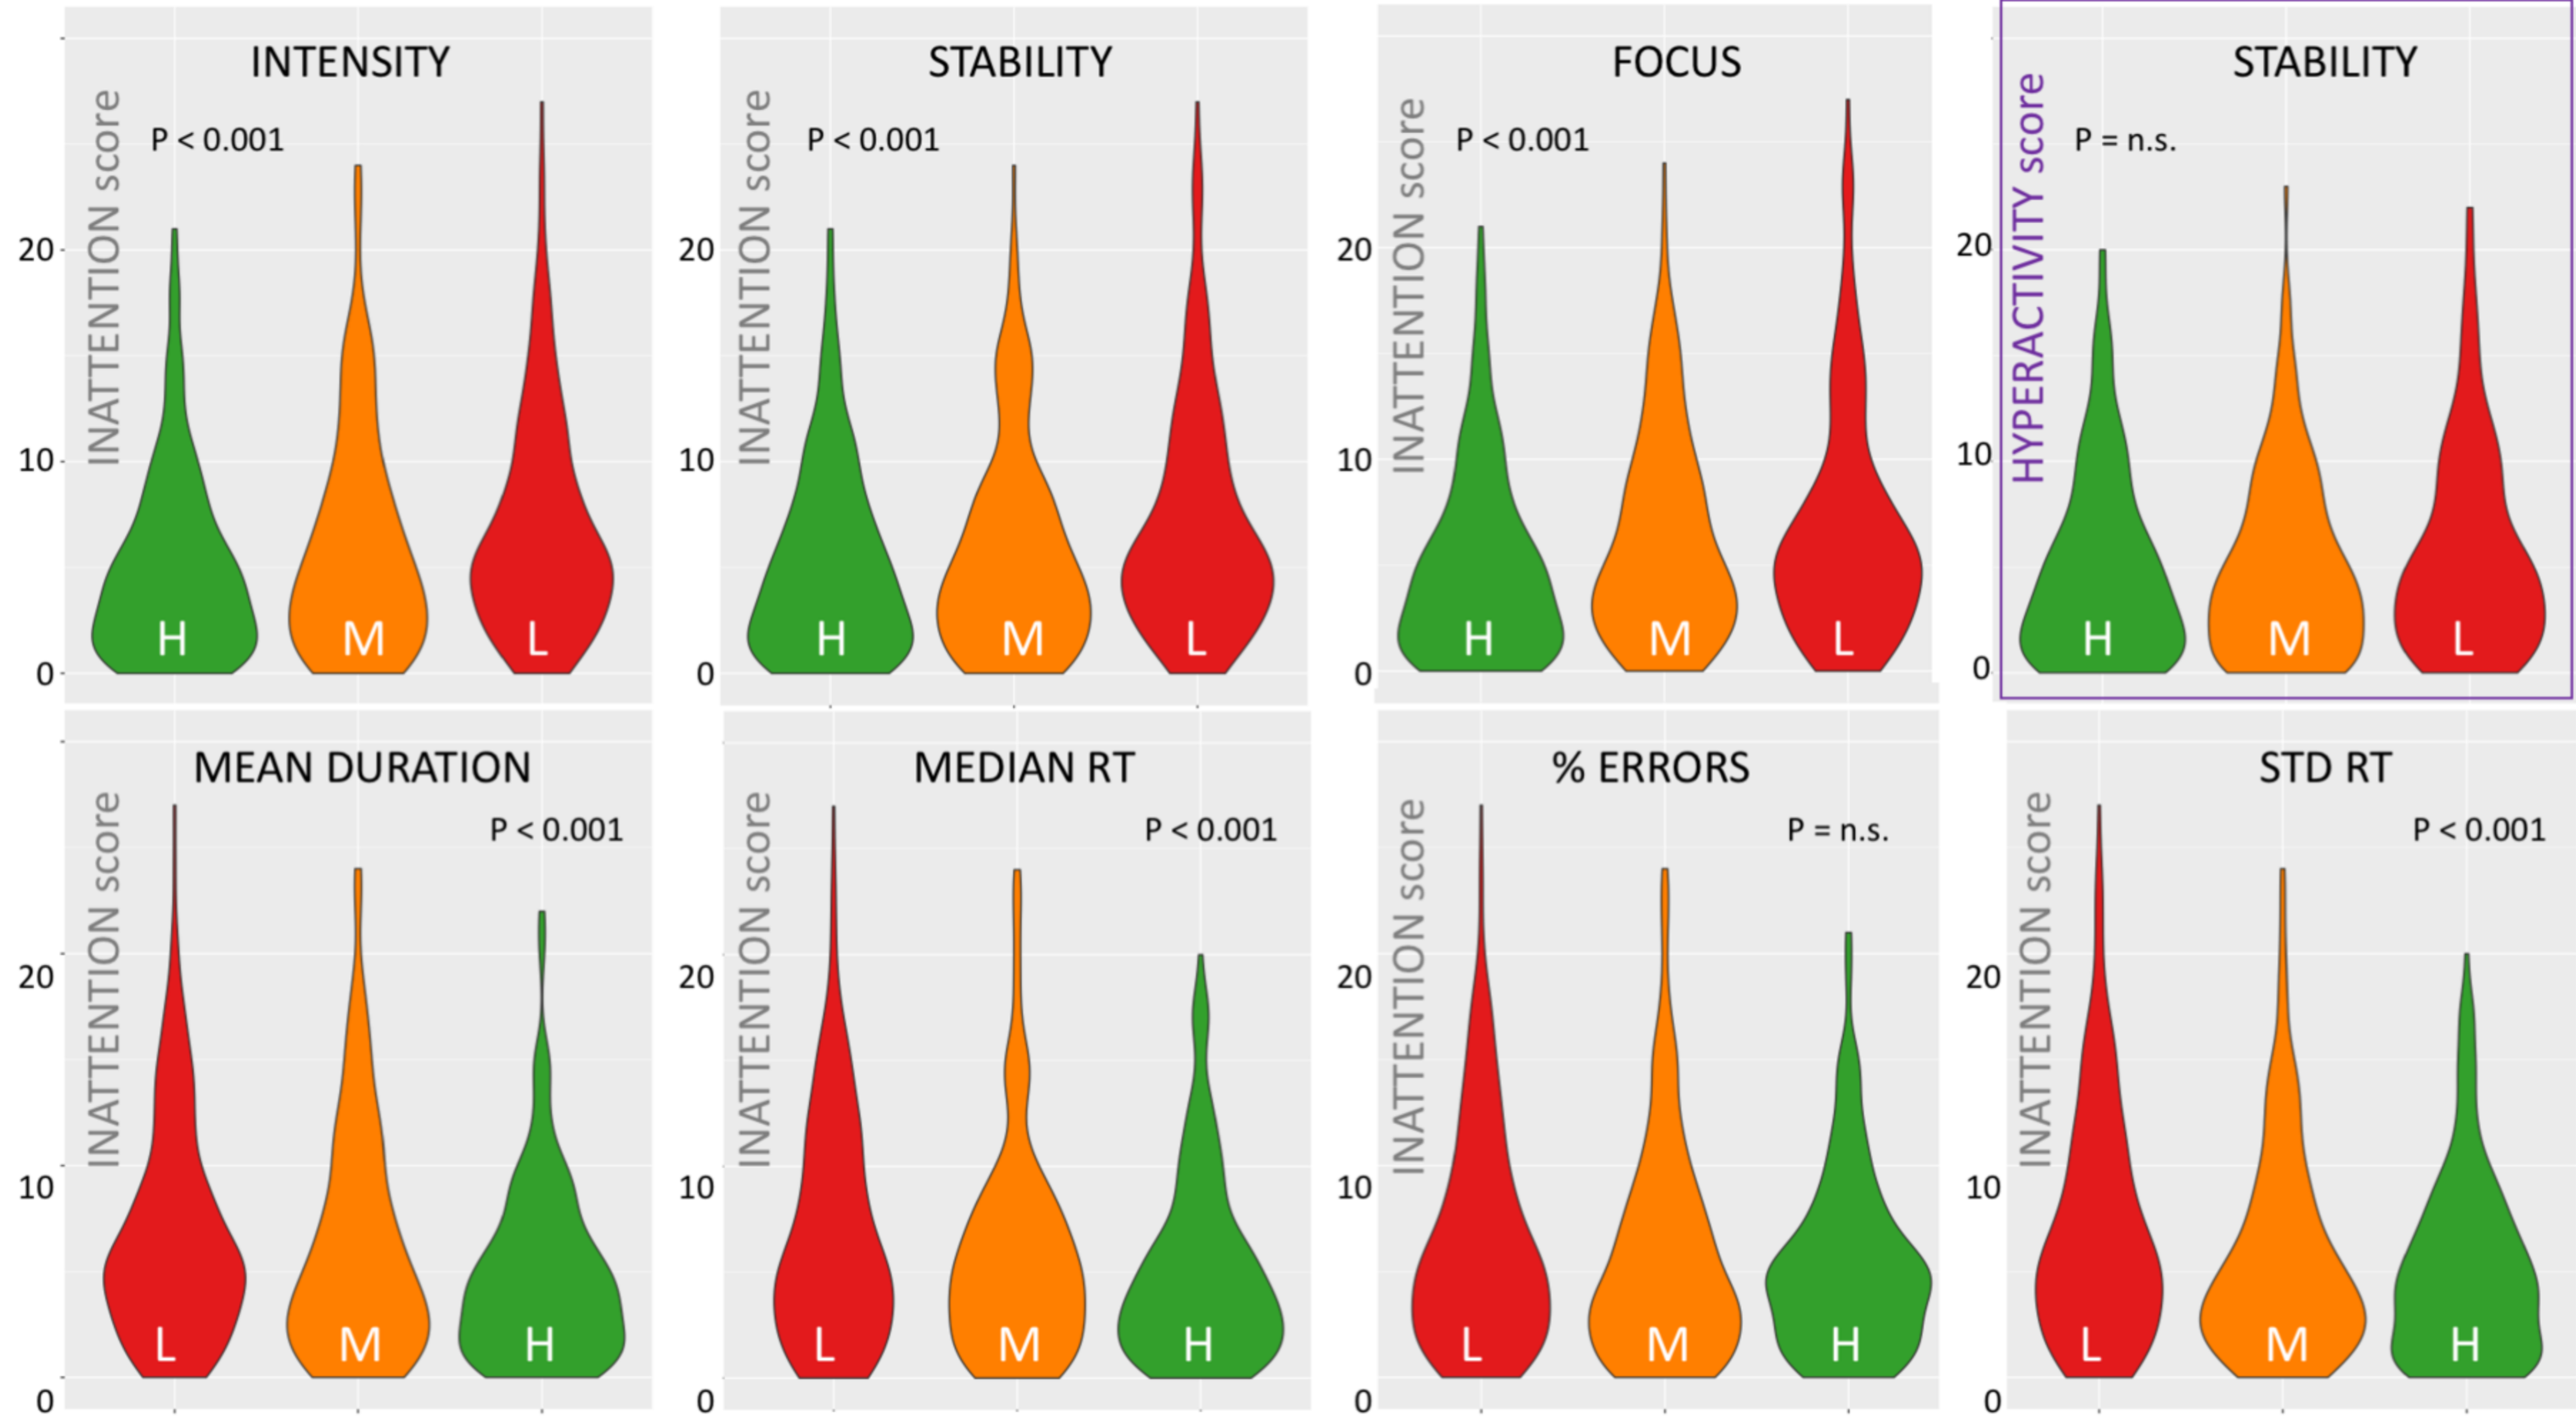 INTENSITY
INATTENTION score
P < 0.001
20
10
0
H M L
STABILITY
INATTENTION score
P < 0.001
20
10
0
H M L
FOCUS
INATTENTION score
P < 0.001
20
10
0
H M L
STABILITY
HYPERACTIVITY score
P = n.s.
20
10
0
H M L
MEAN DURATION
INATTENTION score
P < 0.001
20
10
0
L M H
MEDIAN RT
INATTENTION score
P < 0.001
20
10
0
L M H
% ERRORS
INATTENTION score
P = n.s.
20
10
0
L M H
STD RT
INATTENTION score
P < 0.001
20
10
0
L M H